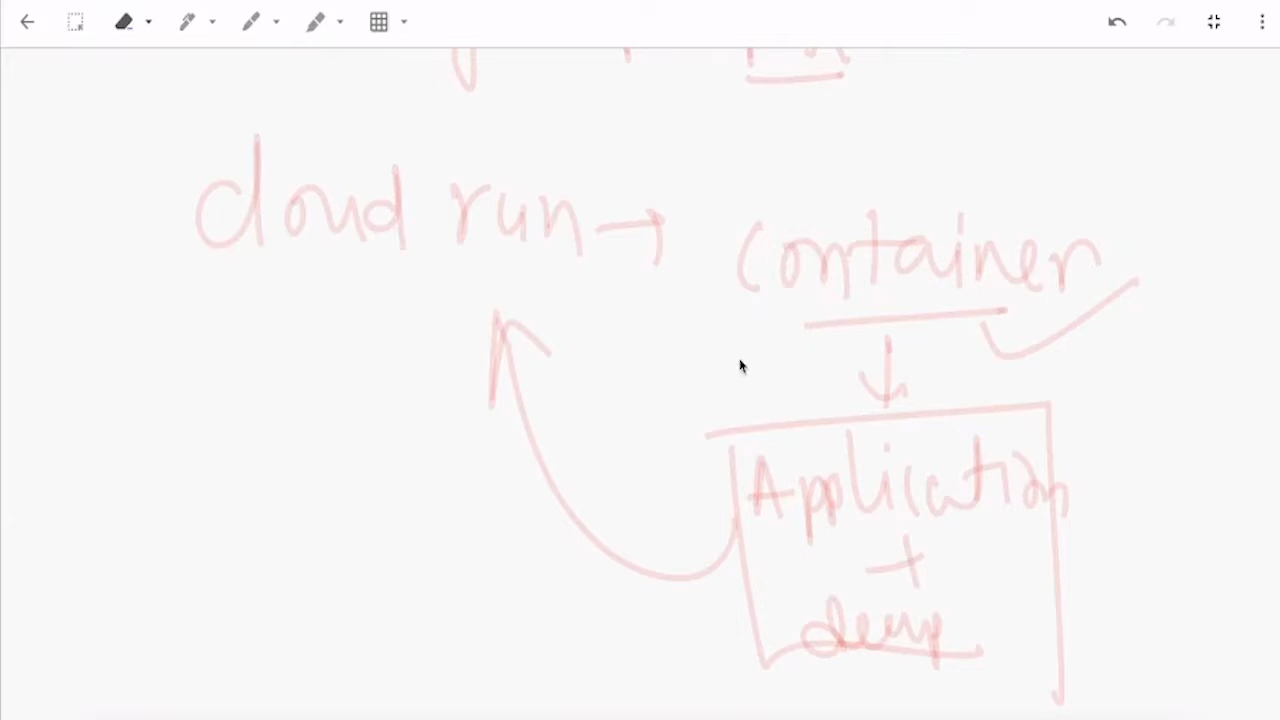 cloud run → container
Application
+